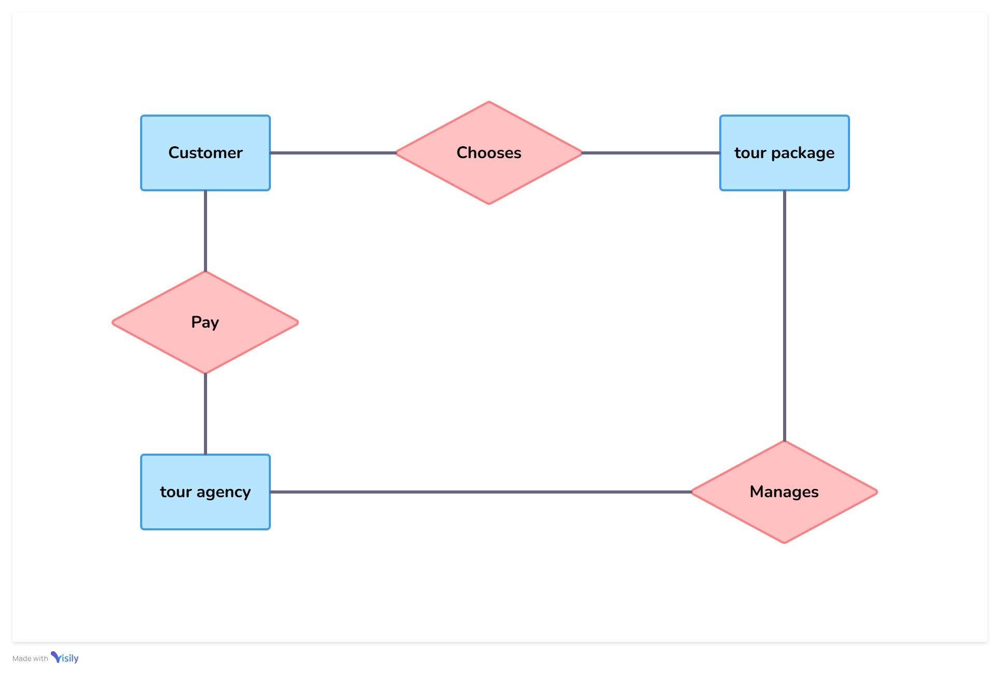 Customer
Chooses
tour package
Pay
tour agency
Manages
Made with Visily